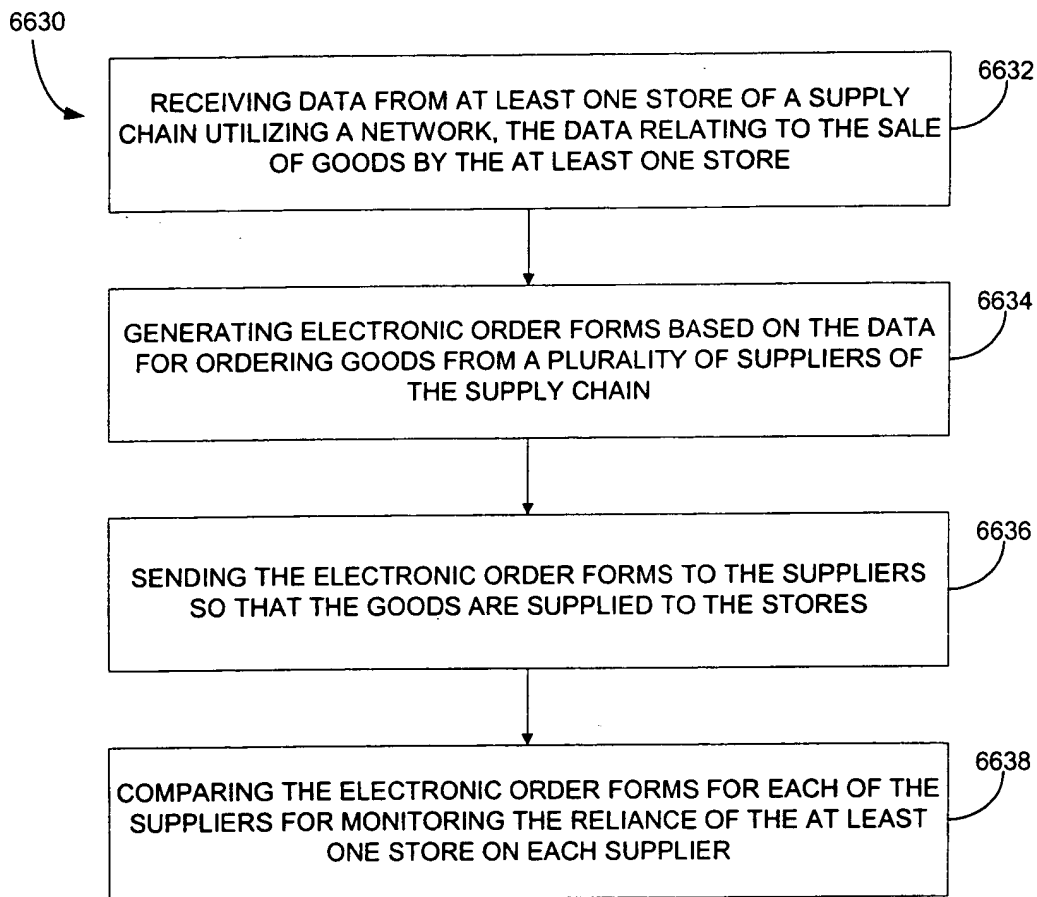 6630
6632
RECEIVING DATA FROM AT LEAST ONE STORE OF A SUPPLY
CHAIN UTILIZING A NETWORK, THE DATA RELATING TO THE SALE
OF GOODS BY THE AT LEAST ONE STORE
6634
GENERATING ELECTRONIC ORDER FORMS BASED ON THE DATA
FOR ORDERING GOODS FROM A PLURALITY OF SUPPLIERS OF
THE SUPPLY CHAIN
6636
SENDING THE ELECTRONIC ORDER FORMS TO THE SUPPLIERS
SO THAT THE GOODS ARE SUPPLIED TO THE STORES
6638
COMPARING THE ELECTRONIC ORDER FORMS FOR EACH OF THE
SUPPLIERS FOR MONITORING THE RELIANCE OF THE AT LEAST
ONE STORE ON EACH SUPPLIER